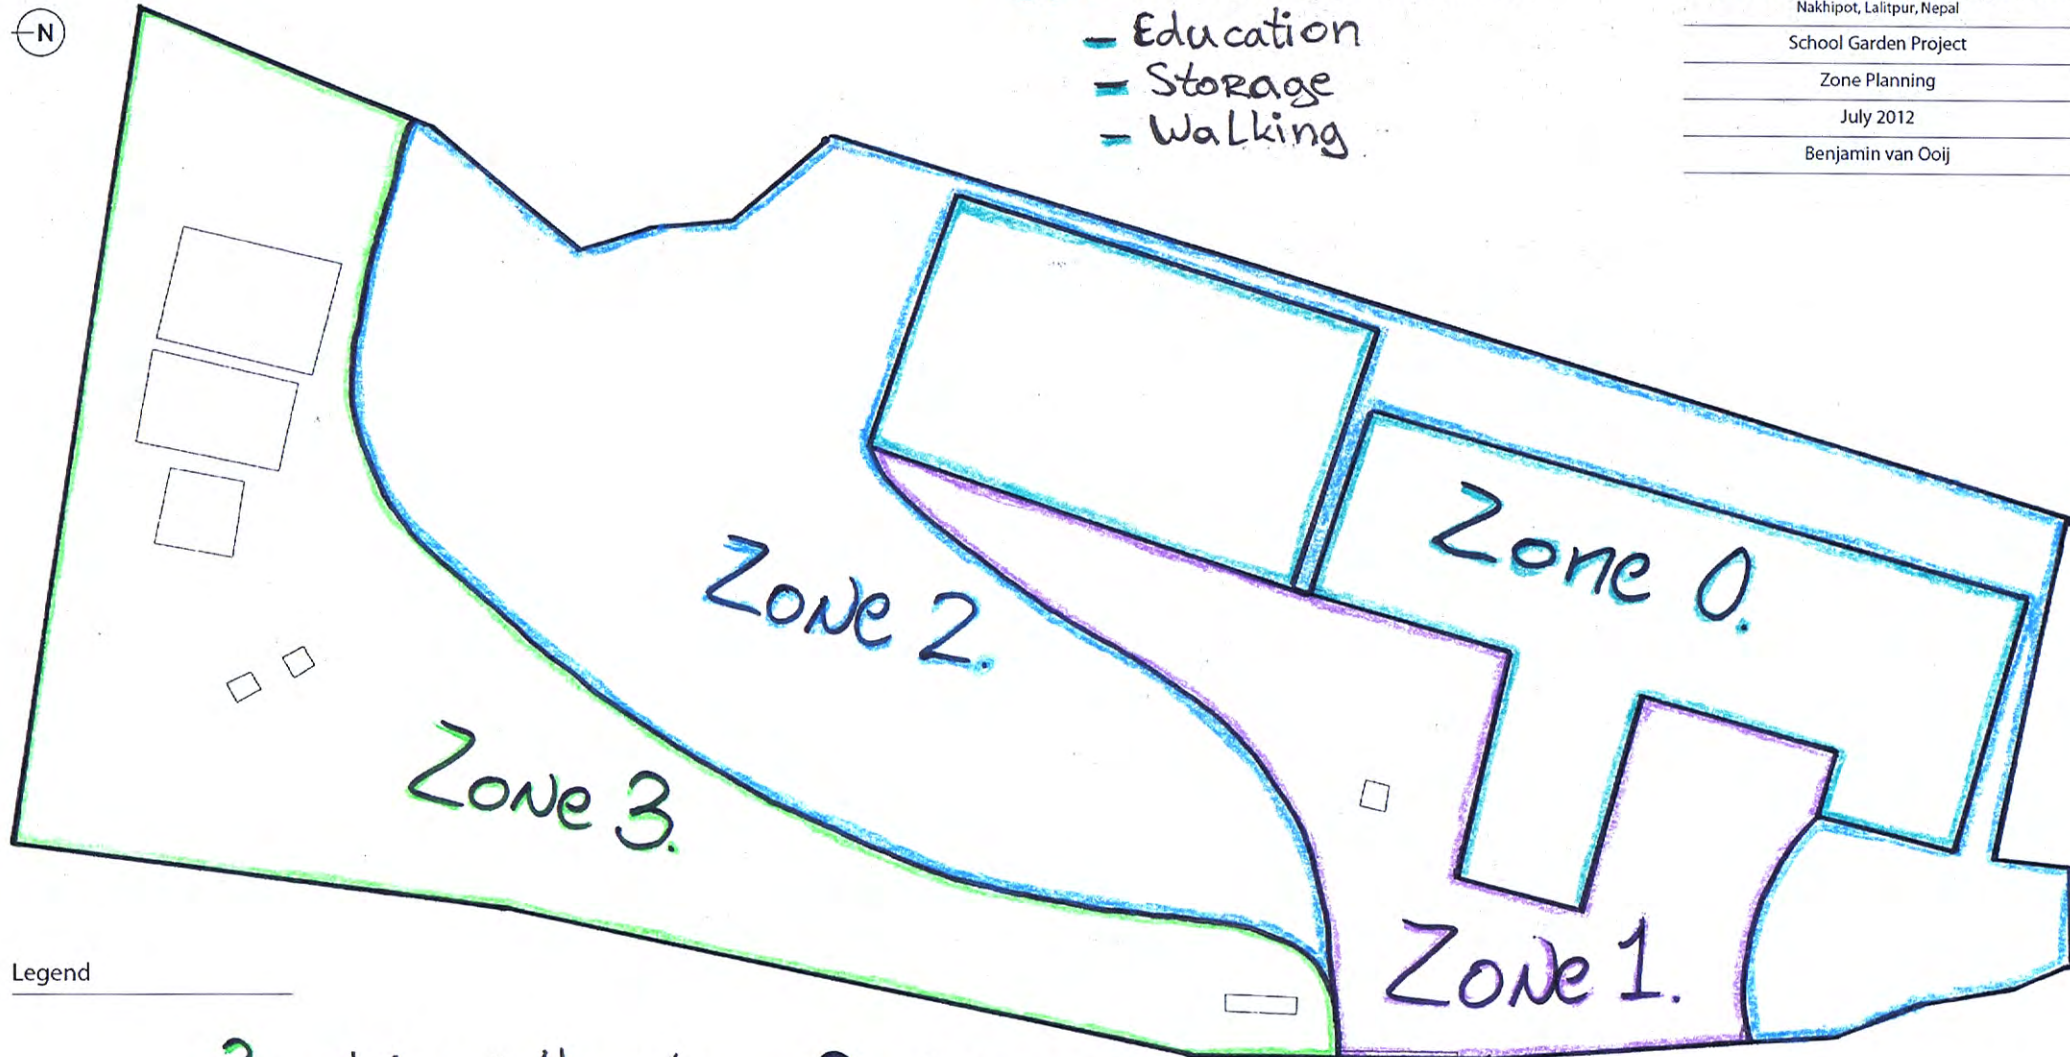 N
Education
Storage
Walking
Nakhipot, Lalitpur, Nepal
School Garden Project
Zone Planning
July 2012
Benjamin van Ooij
Zone 0.
Zone 2.
Zone 3.
Zone 1.
Legend